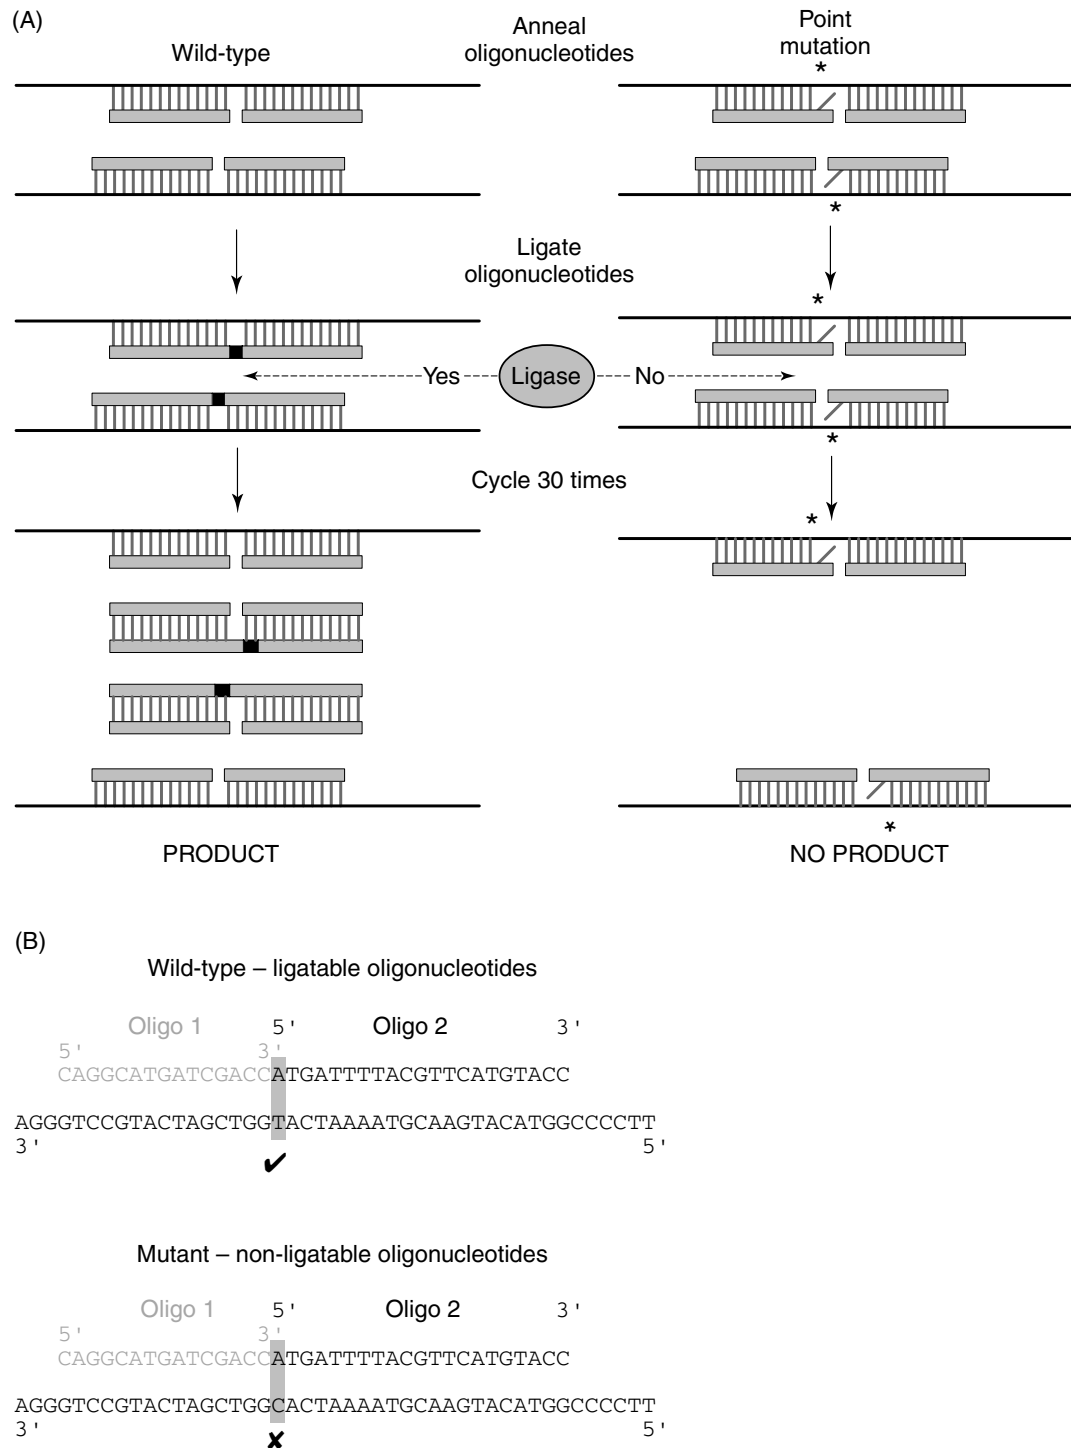 (A)
Wild-type
Anneal
oligonucleotides
Point
mutation
*
*
Ligate
oligonucleotides
*
Yes
Ligase
No
*
Cycle 30 times
*
*
PRODUCT
NO PRODUCT
(B)
Wild-type – ligatable oligonucleotides
Oligo 1 5' Oligo 2 3'
5' 3'
CAGGCATGATCGACCATGATTTTACGTTCATGTACC
AGGGTCCGTACTAGCTGGTACTAAAATGCAAGTACATGGCCCCTT
3' 5'
✔
Mutant – non-ligatable oligonucleotides
Oligo 1 5' Oligo 2 3'
5' 3'
CAGGCATGATCGACCATGATTTTACGTTCATGTACC
AGGGTCCGTACTAGCTGGCACTAAAATGCAAGTACATGGCCCCTT
3' 5'
✘